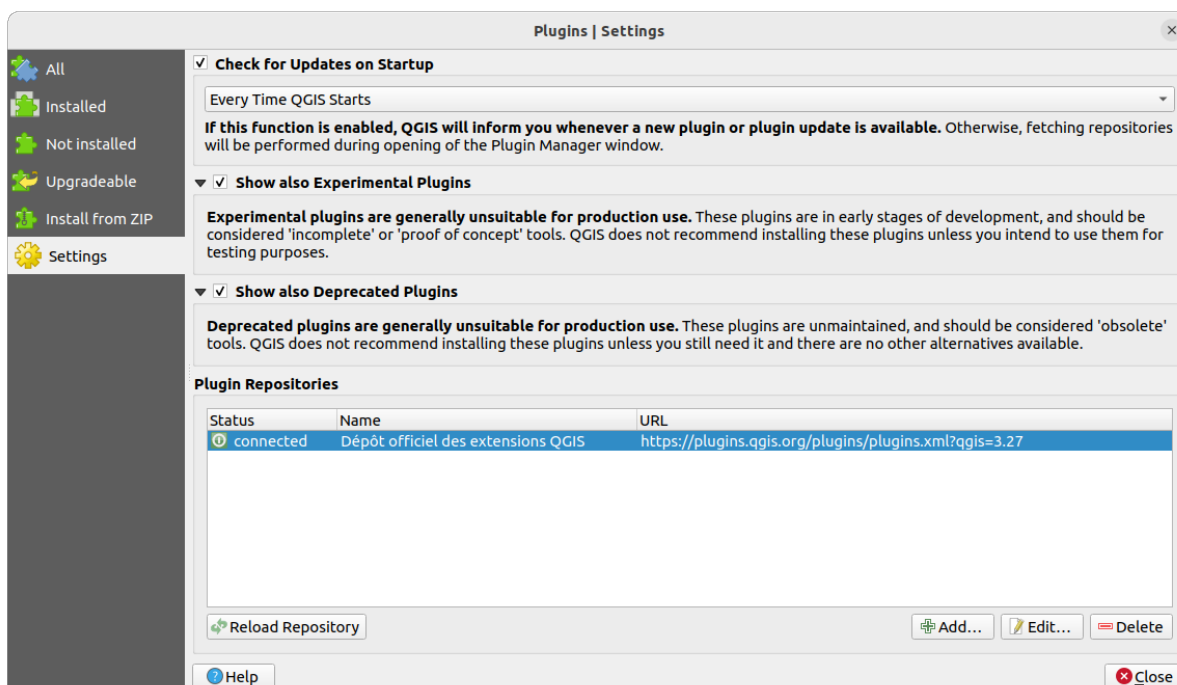 Plugins | Settings
All
Installed
Not installed
Upgradeable
Install from ZIP
Settings
Check for Updates on Startup
Every Time QGIS Starts
If this function is enabled, QGIS will inform you whenever a new plugin or plugin update is available. Otherwise, fetching repositories
will be performed during opening of the Plugin Manager window.
Show also Experimental Plugins
Experimental plugins are generally unsuitable for production use. These plugins are in early stages of development, and should be
considered 'incomplete' or 'proof of concept' tools. QGIS does not recommend installing these plugins unless you intend to use them for
testing purposes.
Show also Deprecated Plugins
Deprecated plugins are generally unsuitable for production use. These plugins are unmaintained, and should be considered 'obsolete'
tools. QGIS does not recommend installing these plugins unless you still need it and there are no other alternatives available.
Plugin Repositories
Status Name URL
connected Dépôt officiel des extensions QGIS https://plugins.qgis.org/plugins/plugins.xml?qgis=3.27
Reload Repository Add... Edit... Delete
Help Close